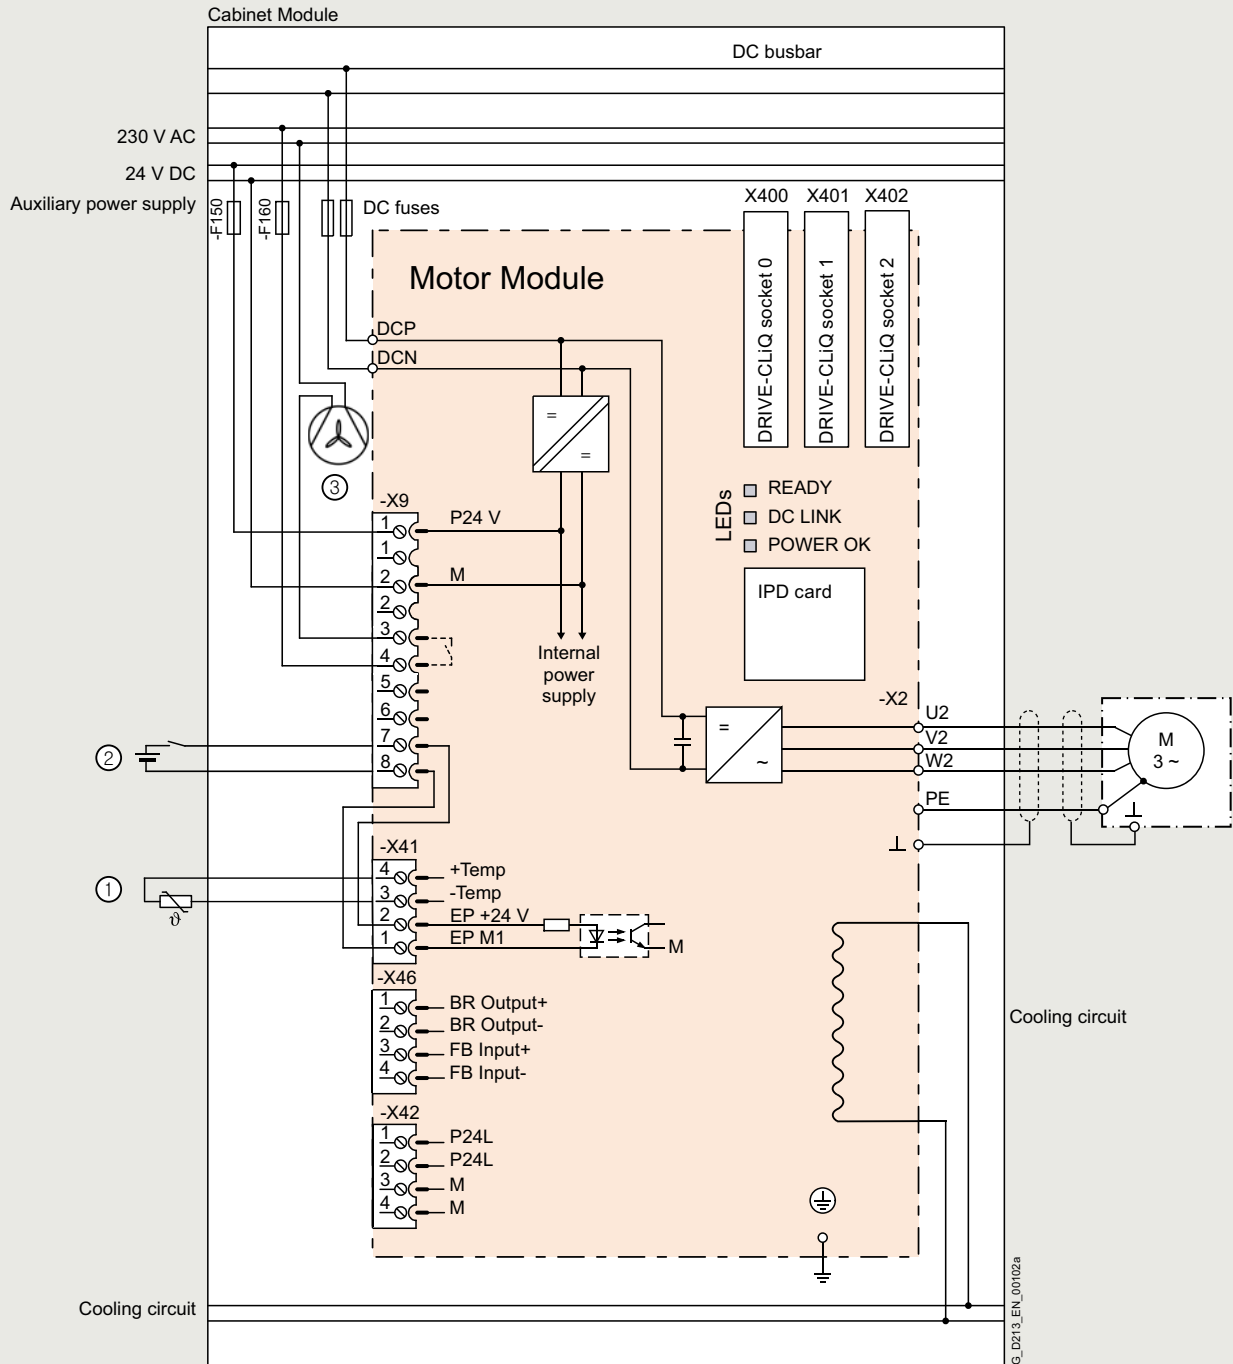 Cabinet Module
DC busbar
230 V AC
24 V DC
Auxiliary power supply
-F150
-F160
DC fuses
X400
X401
X402
DRIVE-CLiQ socket 0
DRIVE-CLiQ socket 1
DRIVE-CLiQ socket 2
Motor Module
DCP
DCN
=
=
3
LEDs
READY
DC LINK
POWER OK
IPD card
-X9
1
P24 V
1
2
M
2
3
4
5
6
7
8
Internal
power
supply
2
-X2
U2
V2
W2
PE
=
~
M
3 ~
-X41
1
4
+Temp
3
-Temp
2
EP +24 V
1
EP M1
ϑ
M
-X46
1
BR Output+
2
BR Output-
3
FB Input+
4
FB Input-
Cooling circuit
-X42
1
P24L
2
P24L
3
M
4
M
Cooling circuit
G_D213_EN_00102a